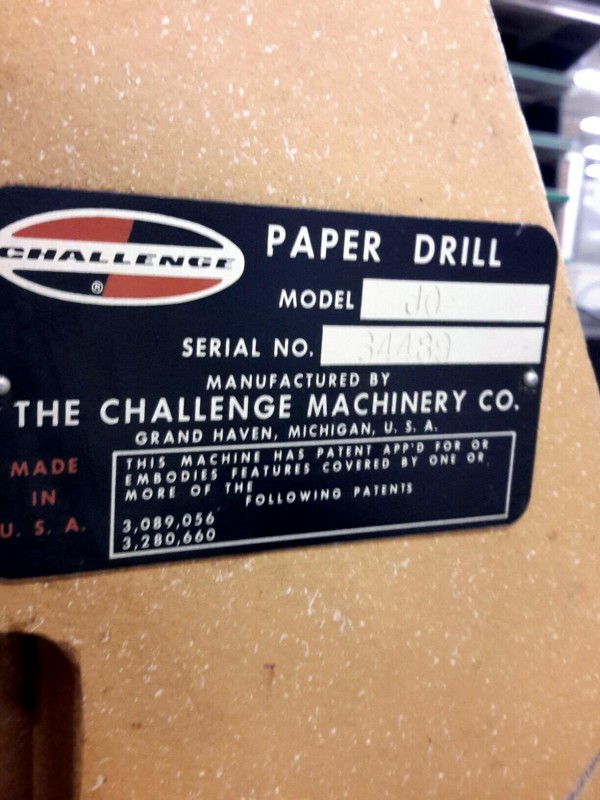 CHALLENGE
®
PAPER DRILL
MODEL JO
SERIAL NO. 34489
MANUFACTURED BY
THE CHALLENGE MACHINERY CO.
GRAND HAVEN, MICHIGAN, U. S. A.
MADE
IN
U. S. A.
THIS MACHINE HAS PATENT APP'D FOR OR
EMBODIES FEATURES COVERED BY ONE OR
MORE OF THE
FOLLOWING PATENTS
3,089,056
3,280,660